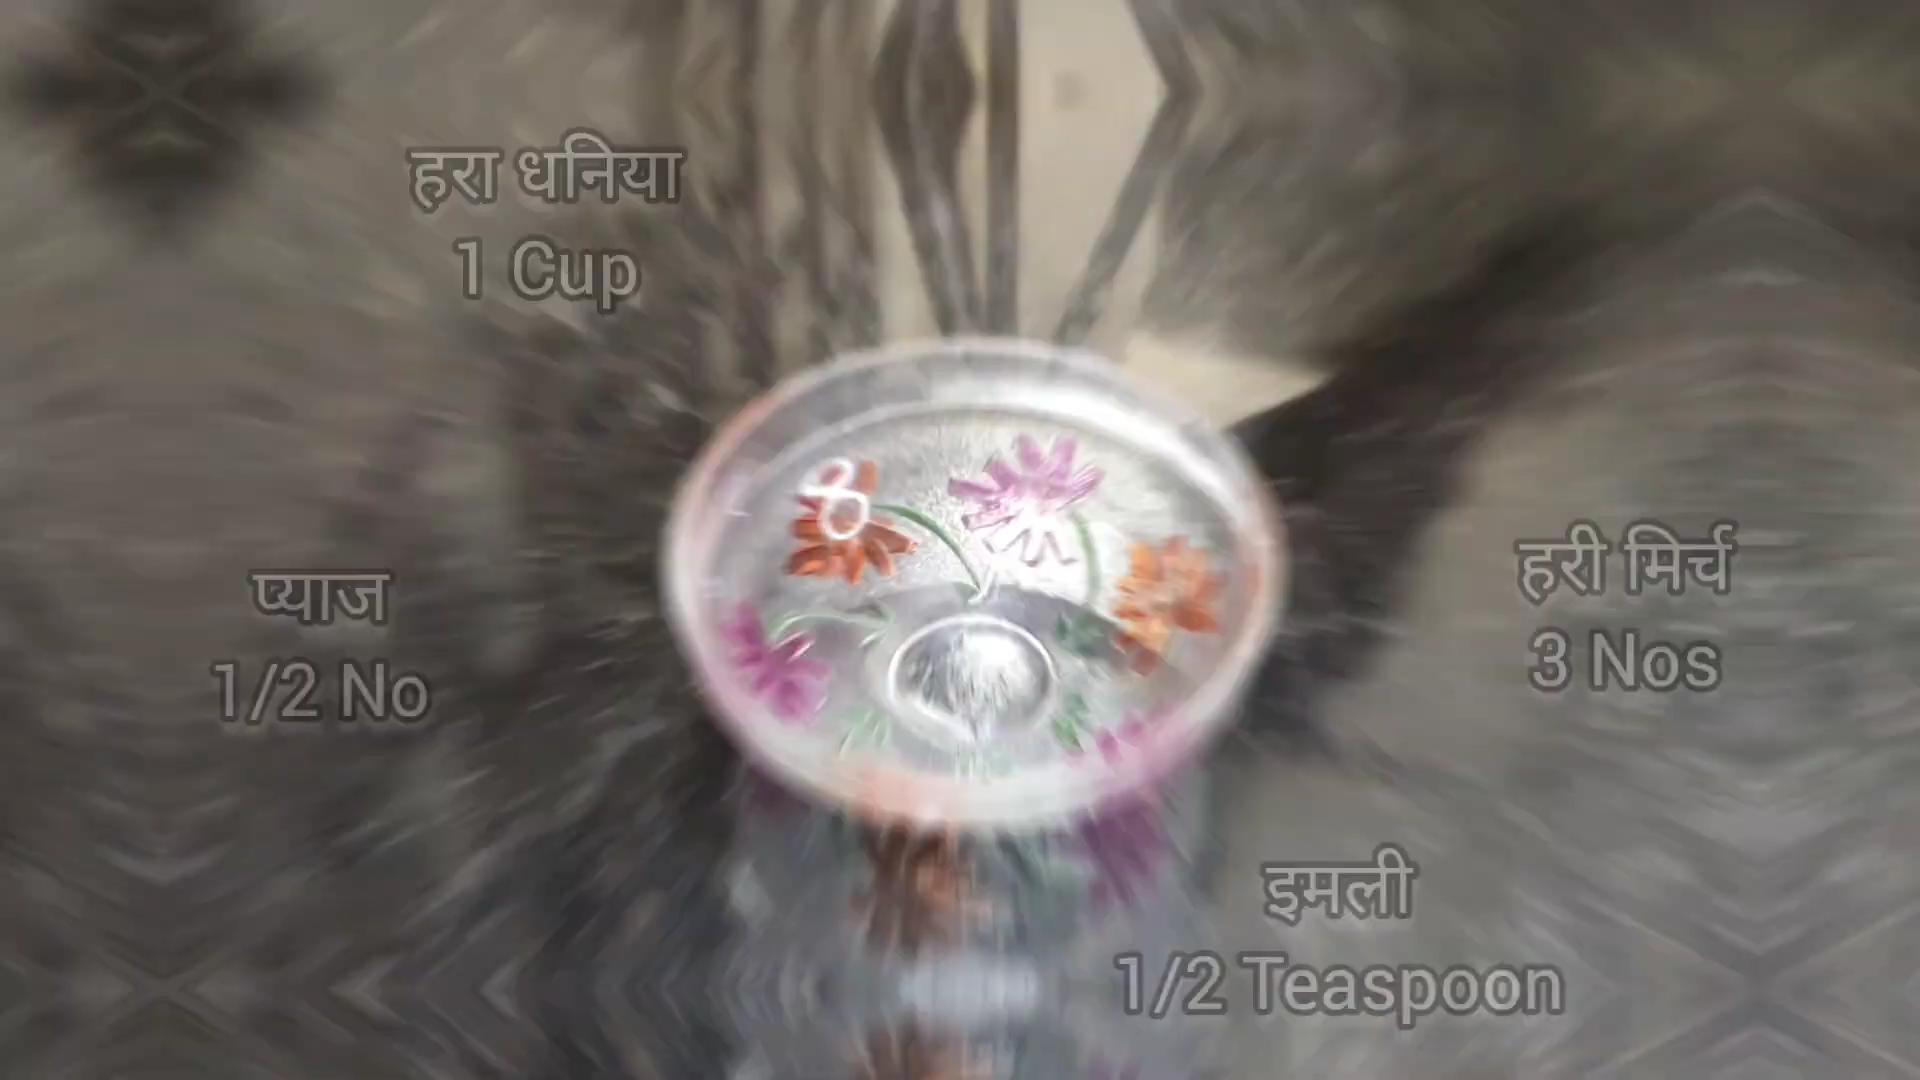 हरा धनिया
1 Cup
प्याज
1/2 No
हरी मिर्च
3 Nos
इमली
1/2 Teaspoon